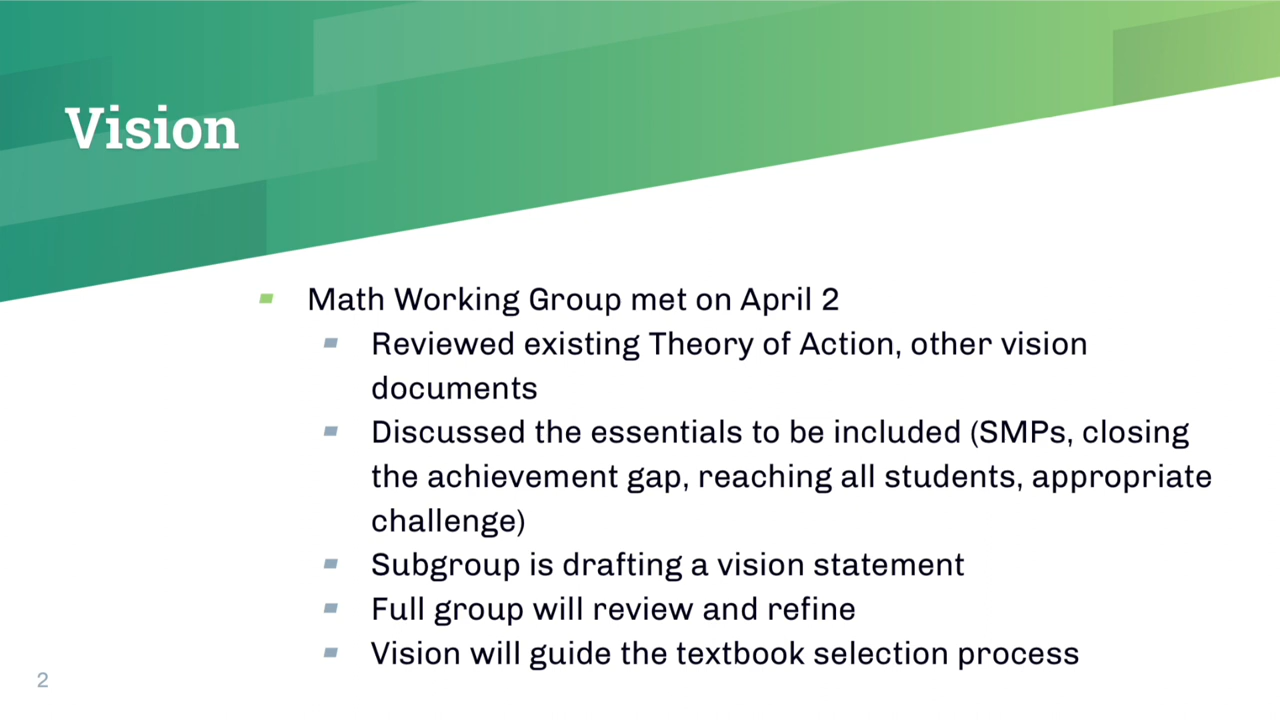 Vision
Math Working Group met on April 2
Reviewed existing Theory of Action, other vision
documents
Discussed the essentials to be included (SMPs, closing
the achievement gap, reaching all students, appropriate
challenge)
Subgroup is drafting a vision statement
Full group will review and refine
Vision will guide the textbook selection process
2